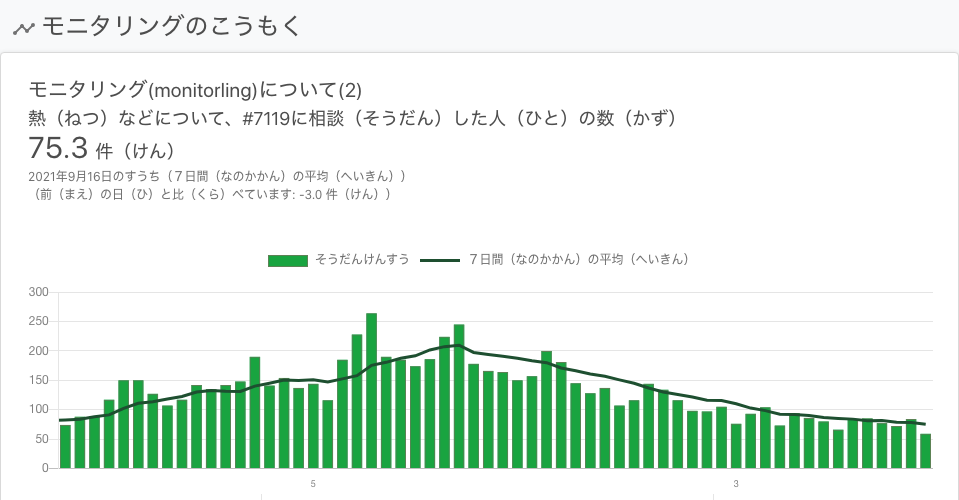 モニタリングのこうもく
モニタリング(monitorling)について(2)
熱（ねつ）などについて、#7119に相談（そうだん）した人（ひと）の数（かず）
75.3 件（けん）
2021年9月16日のすうち（７日間（なのかかん）の平均（へいきん））
（前（まえ）の日（ひ）と比（くら）べています: -3.0 件（けん））
そうだんけんすう ７日間（なのかかん）の平均（へいきん）
300
250
200
150
100
50
0
5 3